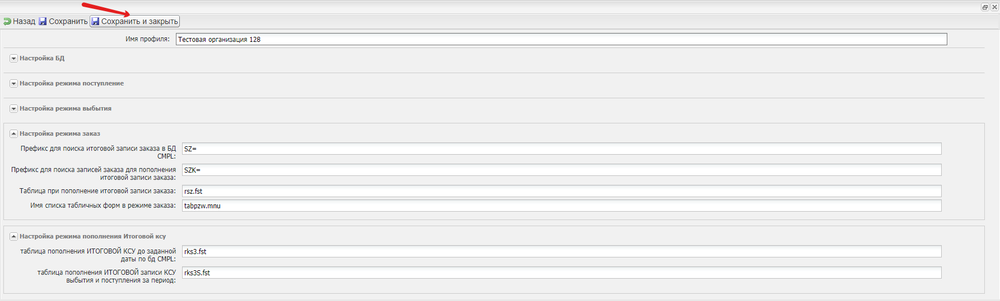 Назад Сохранить Сохранить и закрыть
Имя профиля: Тестовая организация 128
Настройка БД
Настройка режима поступление
Настройка режима выбытия
Настройка режима заказ
Префикс для поиска итоговой записи заказа в БД
CMPL:
SZ=
Префикс для поиска записей заказа для пополнения
итоговой записи заказа:
SZK=
Таблица при пополнение итоговой записи заказа: rsz.fst
Имя списка табличных форм в режиме заказа: tabpzw.mnu
Настройка режима пополнения Итоговой ксу
таблица пополнения ИТОГОВОЙ КСУ до заданной
даты по бд CMPL:
rks3.fst
таблица пополнения ИТОГОВОЙ записи КСУ
выбытия и поступления за период:
rks3S.fst